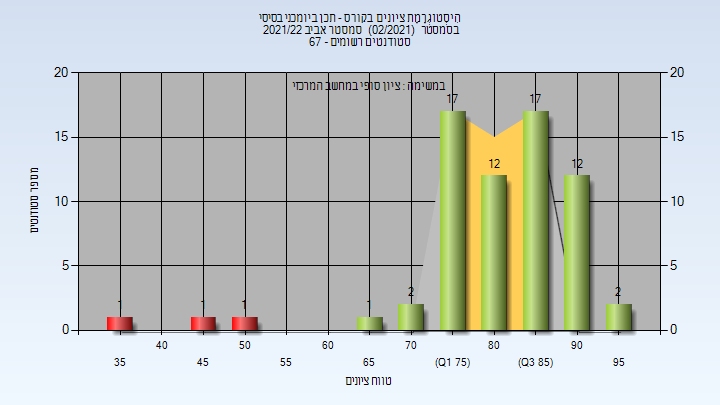 היסטוגרמת ציונים בקורס - תכן ביומכני בסיסי
בסמסטר (02/2021) סמסטר אביב 2021/22
סטודנטים רשומים - 67
במשימה : ציון סופי במחשב המרכזי
מספר סטודנטים
20
15
10
5
0
20
15
10
5
0
1
1
1
1
2
17
12
17
12
2
40 50 60 70 80 90
35 45 55 65 (Q1 75) (Q3 85) 95
טווח ציונים